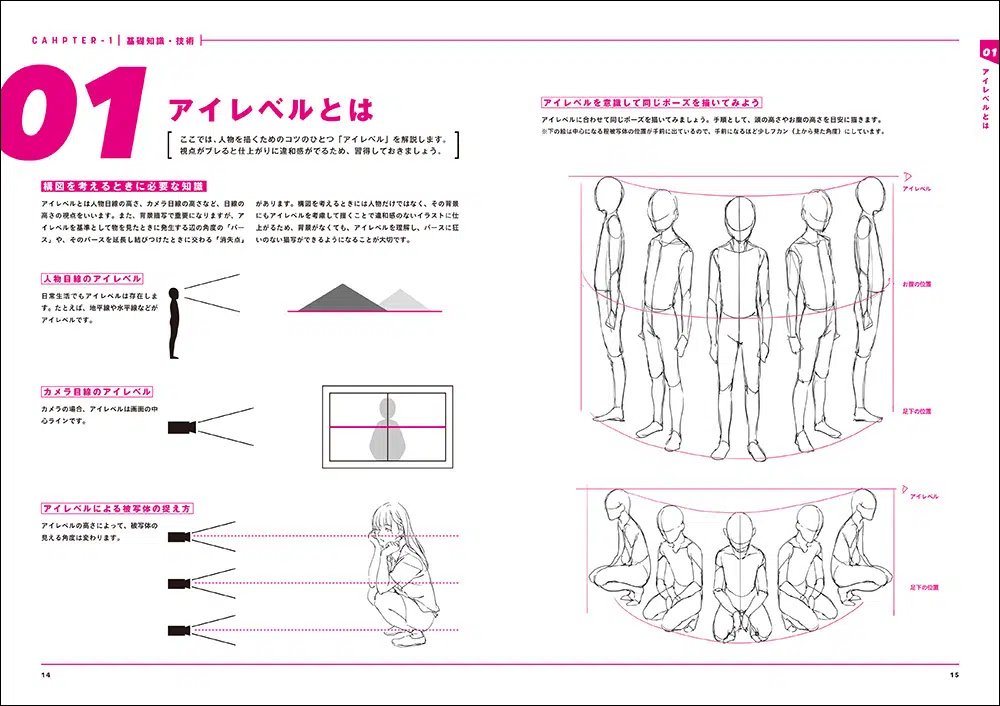 CAHPTER-1 基礎知識・技術
01
アイレベルとは
ここでは、人物を描くためのコツのひとつ「アイレベル」を解説します。
視点がブレると仕上がりに違和感がでるため、習得しておきましょう。
構図を考えるときに必要な知識
アイレベルとは人物目線の高さ、カメラ目線の高さなど、目線の
高さの視点をいいます。また、背景描写で重要になりますが、ア
イレベルを基準として物を見たときに発生する辺の角度の「パー
ス」や、そのパースを延長し結びつけたときに交わる「消失点」
があります。構図を考えるときには人物だけではなく、その背景
にもアイレベルを考慮して描くことで違和感のないイラストに仕
上がるため、背景がなくても、アイレベルを理解し、パースに狂
いのない描写ができるようになることが大切です。
人物目線のアイレベル
日常生活でもアイレベルは存在しま
す。たとえば、地平線や水平線などが
アイレベルです。
カメラ目線のアイレベル
カメラの場合、アイレベルは画面の中
心ラインです。
アイレベルによる被写体の捉え方
アイレベルの高さによって、被写体の
見える角度は変わります。
14
アイレベルを意識して同じポーズを描いてみよう
アイレベルに合わせて同じポーズを描いてみましょう。手順として、頭の高さやお腹の高さを目安に描きます。
※下の絵は中心になる程被写体の位置が手前に出ているので、手前になるほど少しフカン（上から見た角度）にしています。
アイレベル
お腹の位置
足下の位置
アイレベル
足下の位置
01
アイレベルとは
15